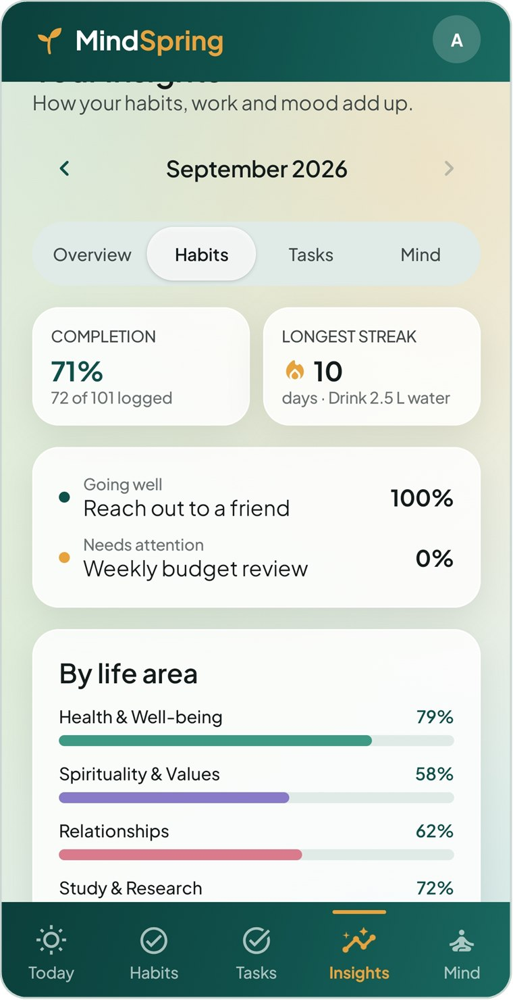 MindSpring
A
Your Insights
How your habits, work and mood add up.
September 2026
Overview
Habits
Tasks
Mind
COMPLETION
LONGEST STREAK
71%
10
72 of 101 logged
days · Drink 2.5 L water
Going well
Reach out to a friend
100%
Needs attention
Weekly budget review
0%
By life area
Health & Well-being
79%
Spirituality & Values
58%
Relationships
62%
Study & Research
72%
Today
Habits
Tasks
Insights
Mind